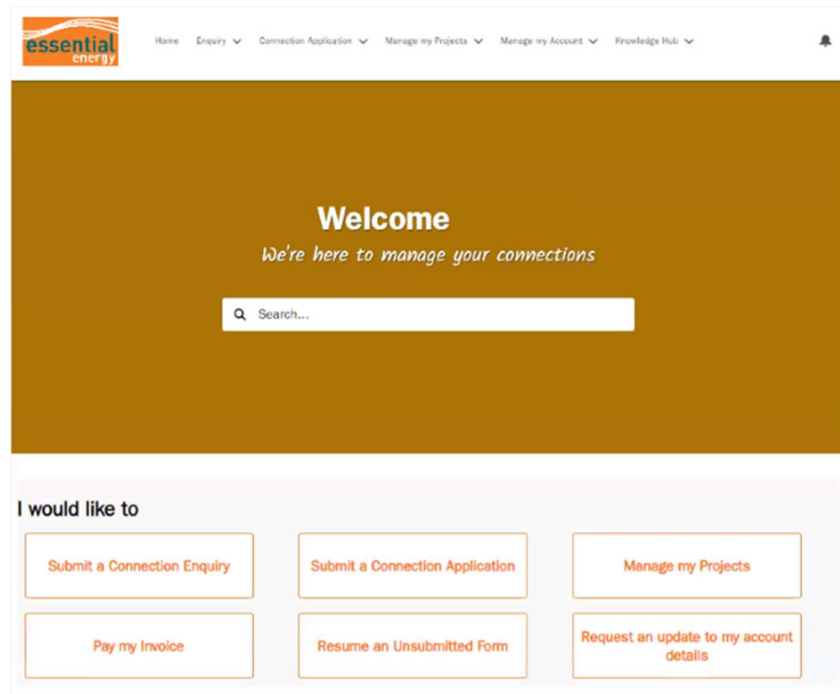 essential
energy
Home Enquiry Connection Application Manage my Projects Manage my Account Knowledge Hub
Welcome
We're here to manage your connections
Search...
I would like to
Submit a Connection Enquiry Submit a Connection Application Manage my Projects
Pay my Invoice Resume an Unsubmitted Form Request an update to my account details